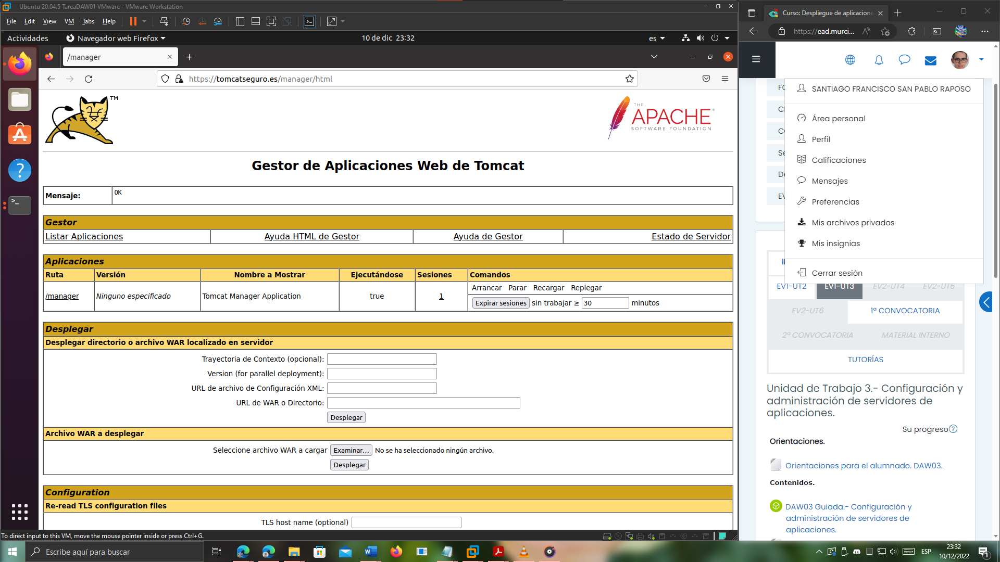 Ubuntu 20.04.5 TareaDAW01 VMware - VMware Workstation
File Edit View VM Tabs Help
Actividades
Navegador web Firefox
10 de dic 23:32
es
/manager
https://tomcatseguro.es/manager/html
TM
THE
APACHE
SOFTWARE FOUNDATION
Gestor de Aplicaciones Web de Tomcat
Mensaje: OK
Gestor
Listar Aplicaciones Ayuda HTML de Gestor Ayuda de Gestor Estado de Servidor
Aplicaciones
Ruta Versión Nombre a Mostrar Ejecutándose Sesiones Comandos
/manager Ninguno especificado Tomcat Manager Application true 1
Arrancar Parar Recargar Replegar
Expirar sesiones sin trabajar ≥ 30 minutos
Desplegar
Desplegar directorio o archivo WAR localizado en servidor
Trayectoria de Contexto (opcional):
Version (for parallel deployment):
URL de archivo de Configuración XML:
URL de WAR o Directorio:
Desplegar
Archivo WAR a desplegar
Seleccione archivo WAR a cargar Examinar... No se ha seleccionado ningún archivo.
Desplegar
Configuration
Re-read TLS configuration files
TLS host name (optional)
To direct input to this VM, move the mouse pointer inside or press Ctrl+G.
Curso: Despliegue de aplicacione
https://ead.murci...
SANTIAGO FRANCISCO SAN PABLO RAPOSO
Área personal
Perfil
Calificaciones
Mensajes
Preferencias
Mis archivos privados
Mis insignias
Cerrar sesión
EV1-UT2 EV1-UT3 EV2-UT4 EV2-UT5
EV2-UT6 1ª CONVOCATORIA
2ª CONVOCATORIA MATERIAL INTERNO
TUTORÍAS
Unidad de Trabajo 3.- Configuración y
administración de servidores de
aplicaciones.
Su progreso
Orientaciones.
Orientaciones para el alumnado. DAW03.
Contenidos.
DAW03 Guiada.- Configuración y
administración de servidores de
aplicaciones.
Escribe aquí para buscar
ESP
23:32
10/12/2022
1